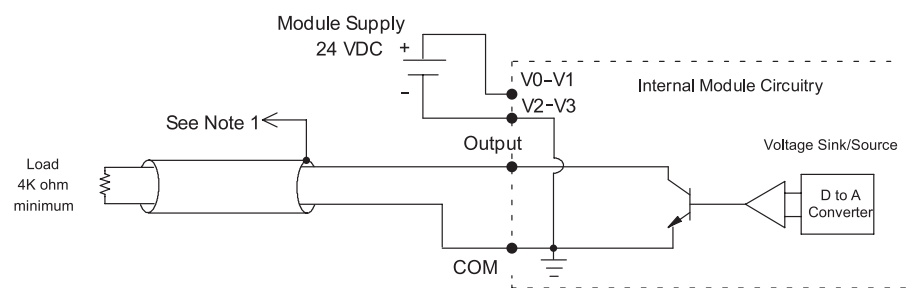 Module Supply
24 VDC
+
-
V0-V1
V2-V3
Internal Module Circuitry
See Note 1
Output
Voltage Sink/Source
Load
4K ohm
minimum
D to A
Converter
COM